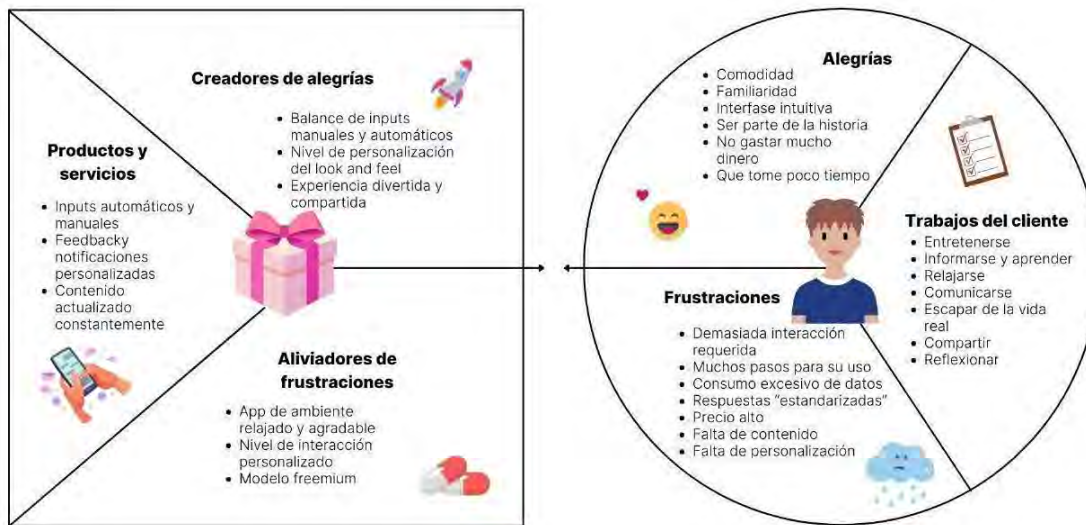 Creadores de alegrías
Balance de inputs
manuales y automáticos
Nivel de personalización
del look and feel
Experiencia divertida y
compartida
Productos y
servicios
Inputs automáticos y
manuales
Feedbacky
notificaciones
personalizadas
Contenido
actualizado
constantemente
Aliviadores de
frustraciones
App de ambiente
relajado y agradable
Nivel de interacción
personalizado
Modelo freemium
Alegrías
Comodidad
Familiaridad
Interfase intuitiva
Ser parte de la historia
No gastar mucho
dinero
Que tome poco tiempo
Trabajos del cliente
Entretenerse
Informarse y aprender
Relajarse
Comunicarse
Escapar de la vida
real
Compartir
Reflexionar
Frustraciones
Demasiada interacción
requerida
Muchos pasos para su uso
Consumo excesivo de datos
Respuestas “estandarizadas”
Precio alto
Falta de contenido
Falta de personalización